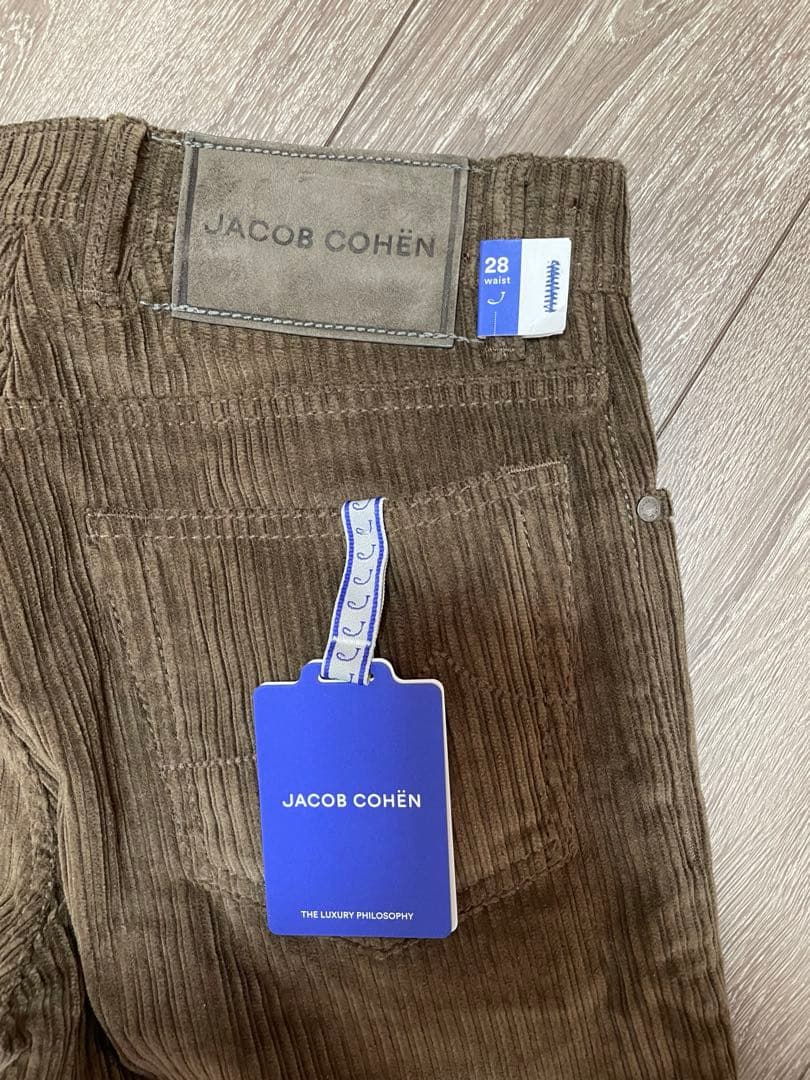 JACOB COHËN
28
waist
JACOB COHËN
THE LUXURY PHILOSOPHY